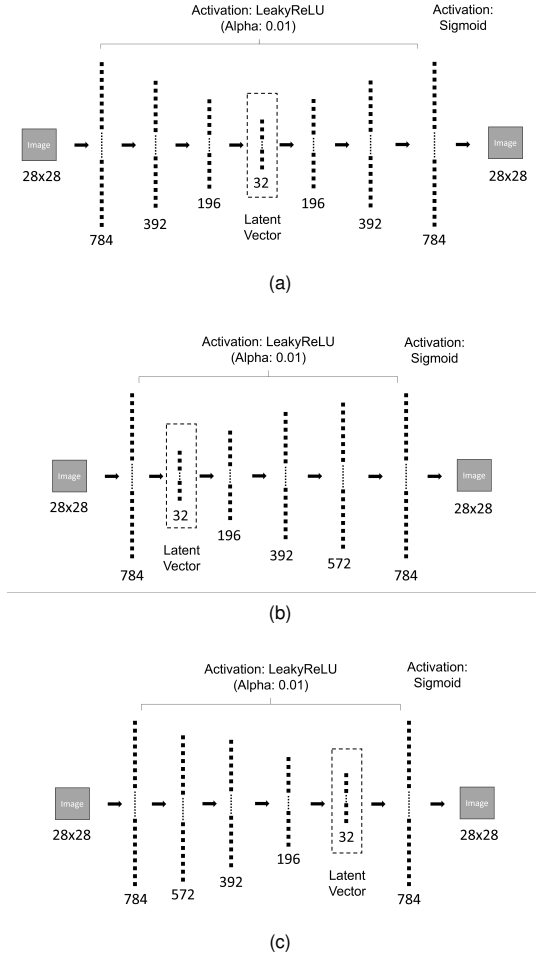 Activation: LeakyReLU
(Alpha: 0.01)
Activation:
Sigmoid
Image
28x28
784
392
196
32
Latent
Vector
196
392
784
Image
28x28
(a)
Activation: LeakyReLU
(Alpha: 0.01)
Activation:
Sigmoid
Image
28x28
784
32
Latent
Vector
196
392
572
784
Image
28x28
(b)
Activation: LeakyReLU
(Alpha: 0.01)
Activation:
Sigmoid
Image
28x28
784
572
392
196
32
Latent
Vector
784
Image
28x28
(c)